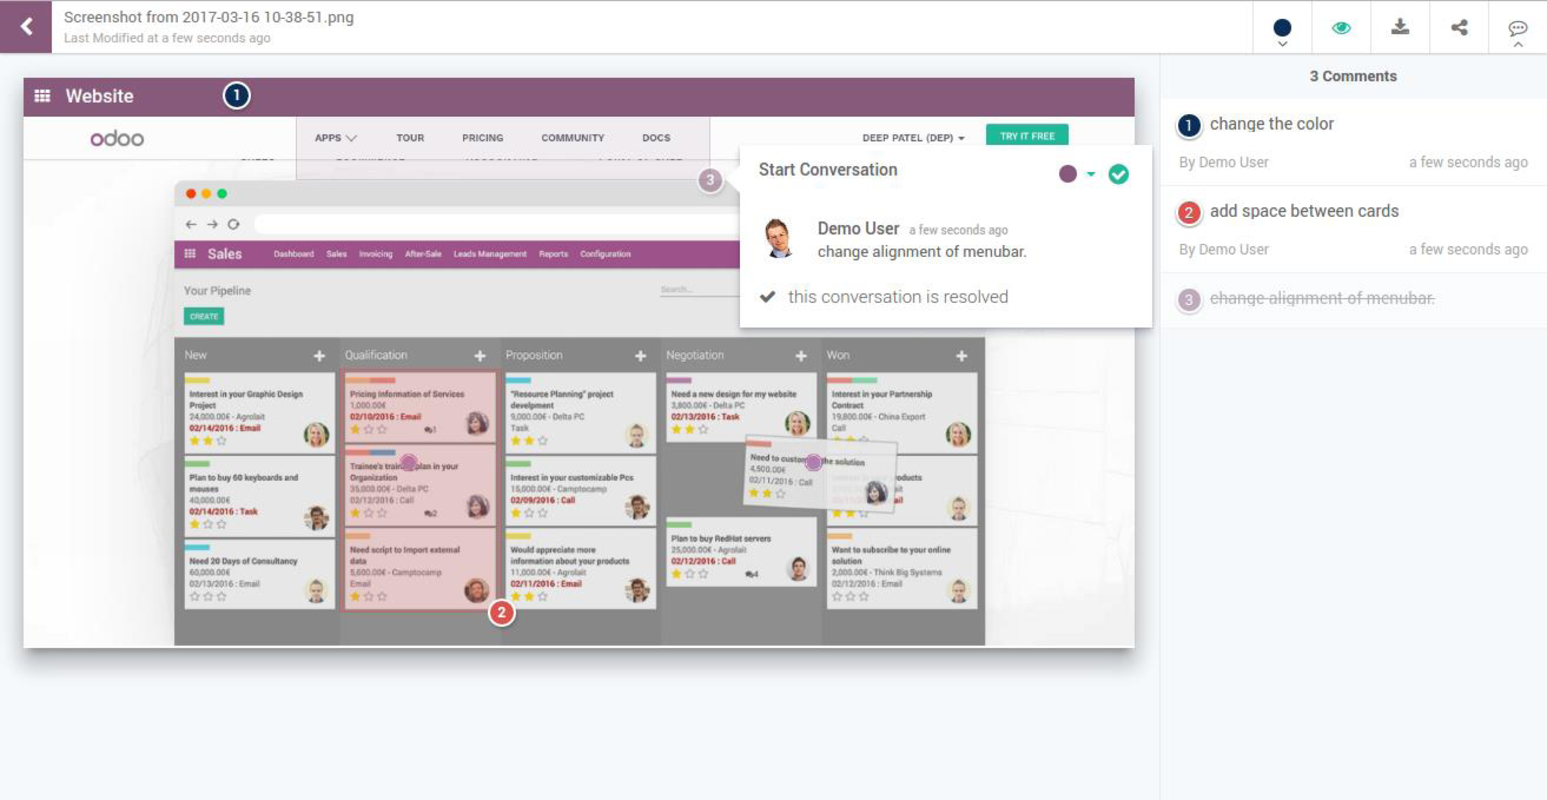 Screenshot from 2017-03-16 10-38-51.png
Last Modified at a few seconds ago
3 Comments
1 change the color
By Demo User a few seconds ago
2 add space between cards
By Demo User a few seconds ago
3 change alignment of menubar.
Website 1
odoo APPS TOUR PRICING COMMUNITY DOCS DEEP PATEL (DEP) TRY IT FREE
3
Start Conversation
Demo User a few seconds ago
change alignment of menubar.
this conversation is resolved
Sales Dashboard Sales Invoicing After-Sale Leads Management Reports Configuration
Your Pipeline Search...
CREATE
New + Qualification + Proposition + Negotiation + Won +
Interest in your Graphic Design
Project
24,000.00€ - Agrolait
02/14/2016 : Email
Plan to buy 60 keyboards and
mouses
40,000.00€
02/14/2016 : Task
Need 20 Days of Consultancy
60,000.00€
02/13/2016 : Email
Pricing Information of Services
1,000.00€
02/10/2016 : Email
1
Trainee's plan in your
Organization
35,000.00€ - Delta PC
02/12/2016 : Call
2
Need script to Import external
data
5,600.00€ - Camptocamp
Email
2
"Resource Planning" project
develpment
9,000.00€ - Delta PC
Task
Interest in your customizable Pcs
15,000.00€ - Camptocamp
02/09/2016 : Call
Would appreciate more
information about your products
11,000.00€ - Agrolait
02/11/2016 : Email
Need a new design for my website
3,800.00€ - Delta PC
02/13/2016 : Task
Need to the solution
4,500.00€
02/11/2016 : Call
Plan to buy RedHat servers
25,000.00€ - Agrolait
02/12/2016 : Call
4
Interest in your Partnership
Contract
19,800.00€ - China Export
Call
Want to subscribe to your online
solution
2,000.00€ - Think Big Systems
02/12/2016 : Email